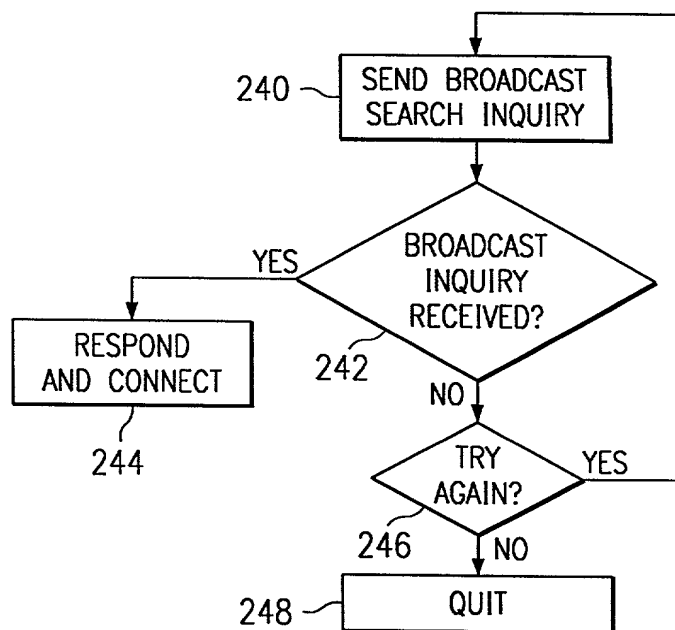 240
SEND BROADCAST
SEARCH INQUIRY
BROADCAST
INQUIRY
RECEIVED?
YES
242
RESPOND
AND CONNECT
244
NO
TRY
AGAIN?
YES
246
NO
248
QUIT